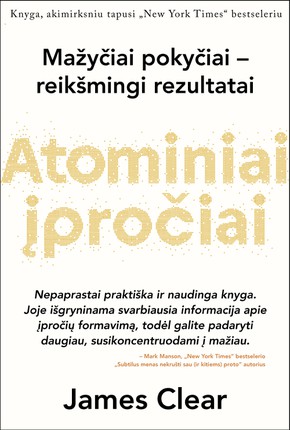 Knyga, akimirksniu tapusi „New York Times“ bestseleriu
Mažyčiai pokyčiai –
reikšmingi rezultatai
Atominiai
įpročiai
Nepaprastai praktiška ir naudinga knyga.
Joje išgryninama svarbiausia informacija apie
įpročių formavimą, todėl galite padaryti
daugiau, susikoncentruodami į mažiau.
– Mark Manson, „New York Times“ bestselerio
„Subtilus menas nekrušti sau (ir kitiems) proto“ autorius
James Clear